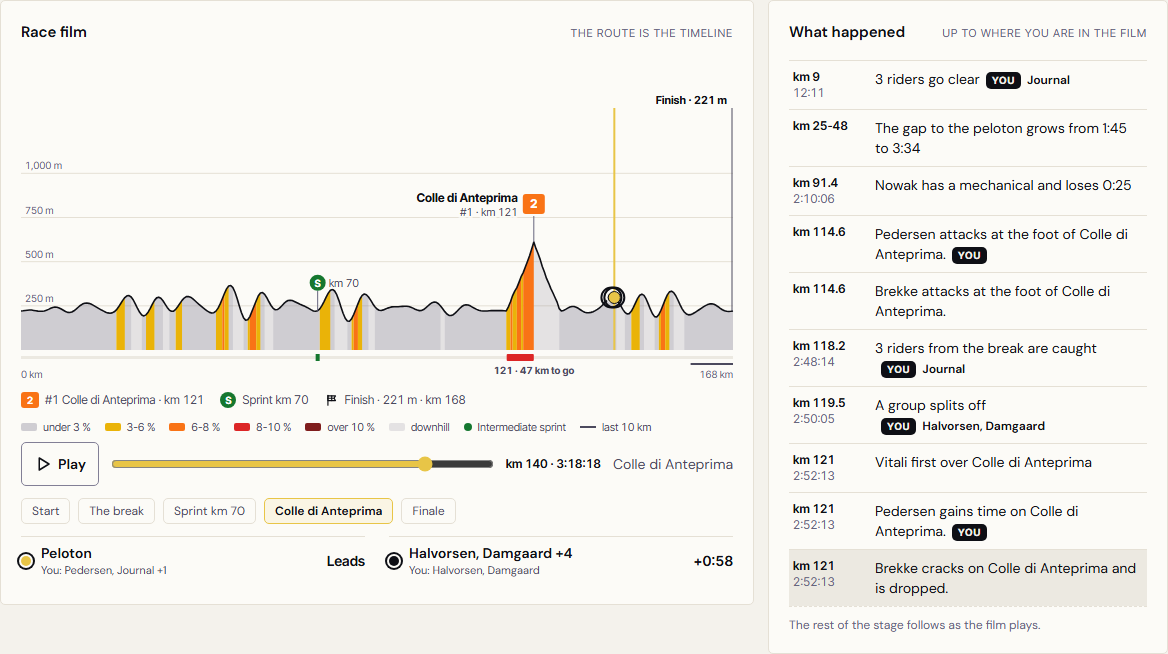 Race film
THE ROUTE IS THE TIMELINE
Finish · 221 m
1,000 m
750 m
500 m
250 m
Colle di Anteprima
#1 · km 121
2
S km 70
121 · 47 km to go
0 km
168 km
2 #1 Colle di Anteprima · km 121
S Sprint km 70
Finish · 221 m · km 168
under 3 %
3-6 %
6-8 %
8-10 %
over 10 %
downhill
Intermediate sprint
last 10 km
Play
km 140 · 3:18:18
Colle di Anteprima
Start
The break
Sprint km 70
Colle di Anteprima
Finale
Peloton
You: Pedersen, Journal +1
Leads
Halvorsen, Damgaard +4
You: Halvorsen, Damgaard
+0:58
What happened
UP TO WHERE YOU ARE IN THE FILM
km 9
12:11
3 riders go clear YOU Journal
km 25-48
The gap to the peloton grows from 1:45
to 3:34
km 91.4
2:10:06
Nowak has a mechanical and loses 0:25
km 114.6
Pedersen attacks at the foot of Colle di
Anteprima. YOU
km 114.6
Brekke attacks at the foot of Colle di
Anteprima.
km 118.2
2:48:14
3 riders from the break are caught
YOU Journal
km 119.5
2:50:05
A group splits off
YOU Halvorsen, Damgaard
km 121
2:52:13
Vitali first over Colle di Anteprima
km 121
2:52:13
Pedersen gains time on Colle di
Anteprima. YOU
km 121
2:52:13
Brekke cracks on Colle di Anteprima and
is dropped.
The rest of the stage follows as the film plays.